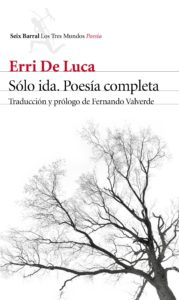 Seix Barral Los Tres Mundos Poesía
Erri De Luca
Sólo ida. Poesía completa
Traducción y prólogo de Fernando Valverde